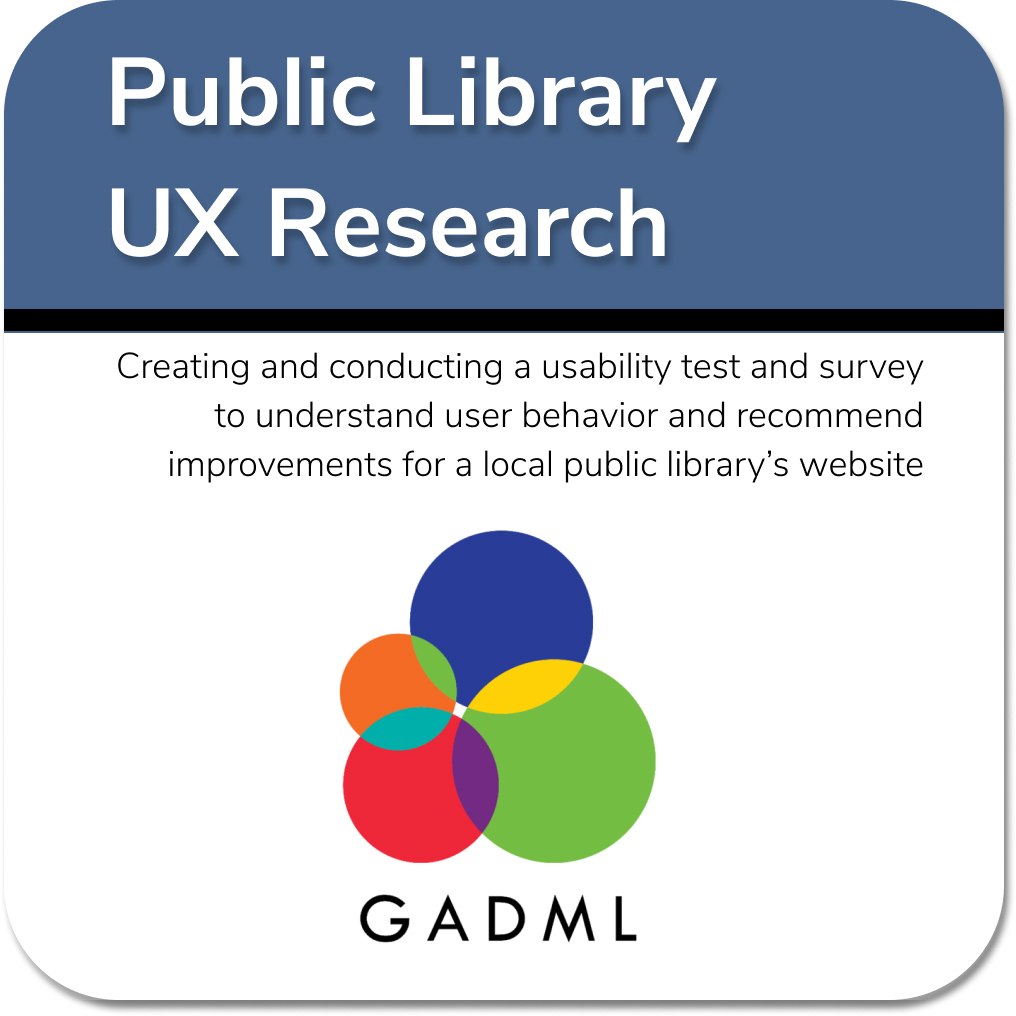 Public Library
UX Research
Creating and conducting a usability test and survey
to understand user behavior and recommend
improvements for a local public library’s website
GADML